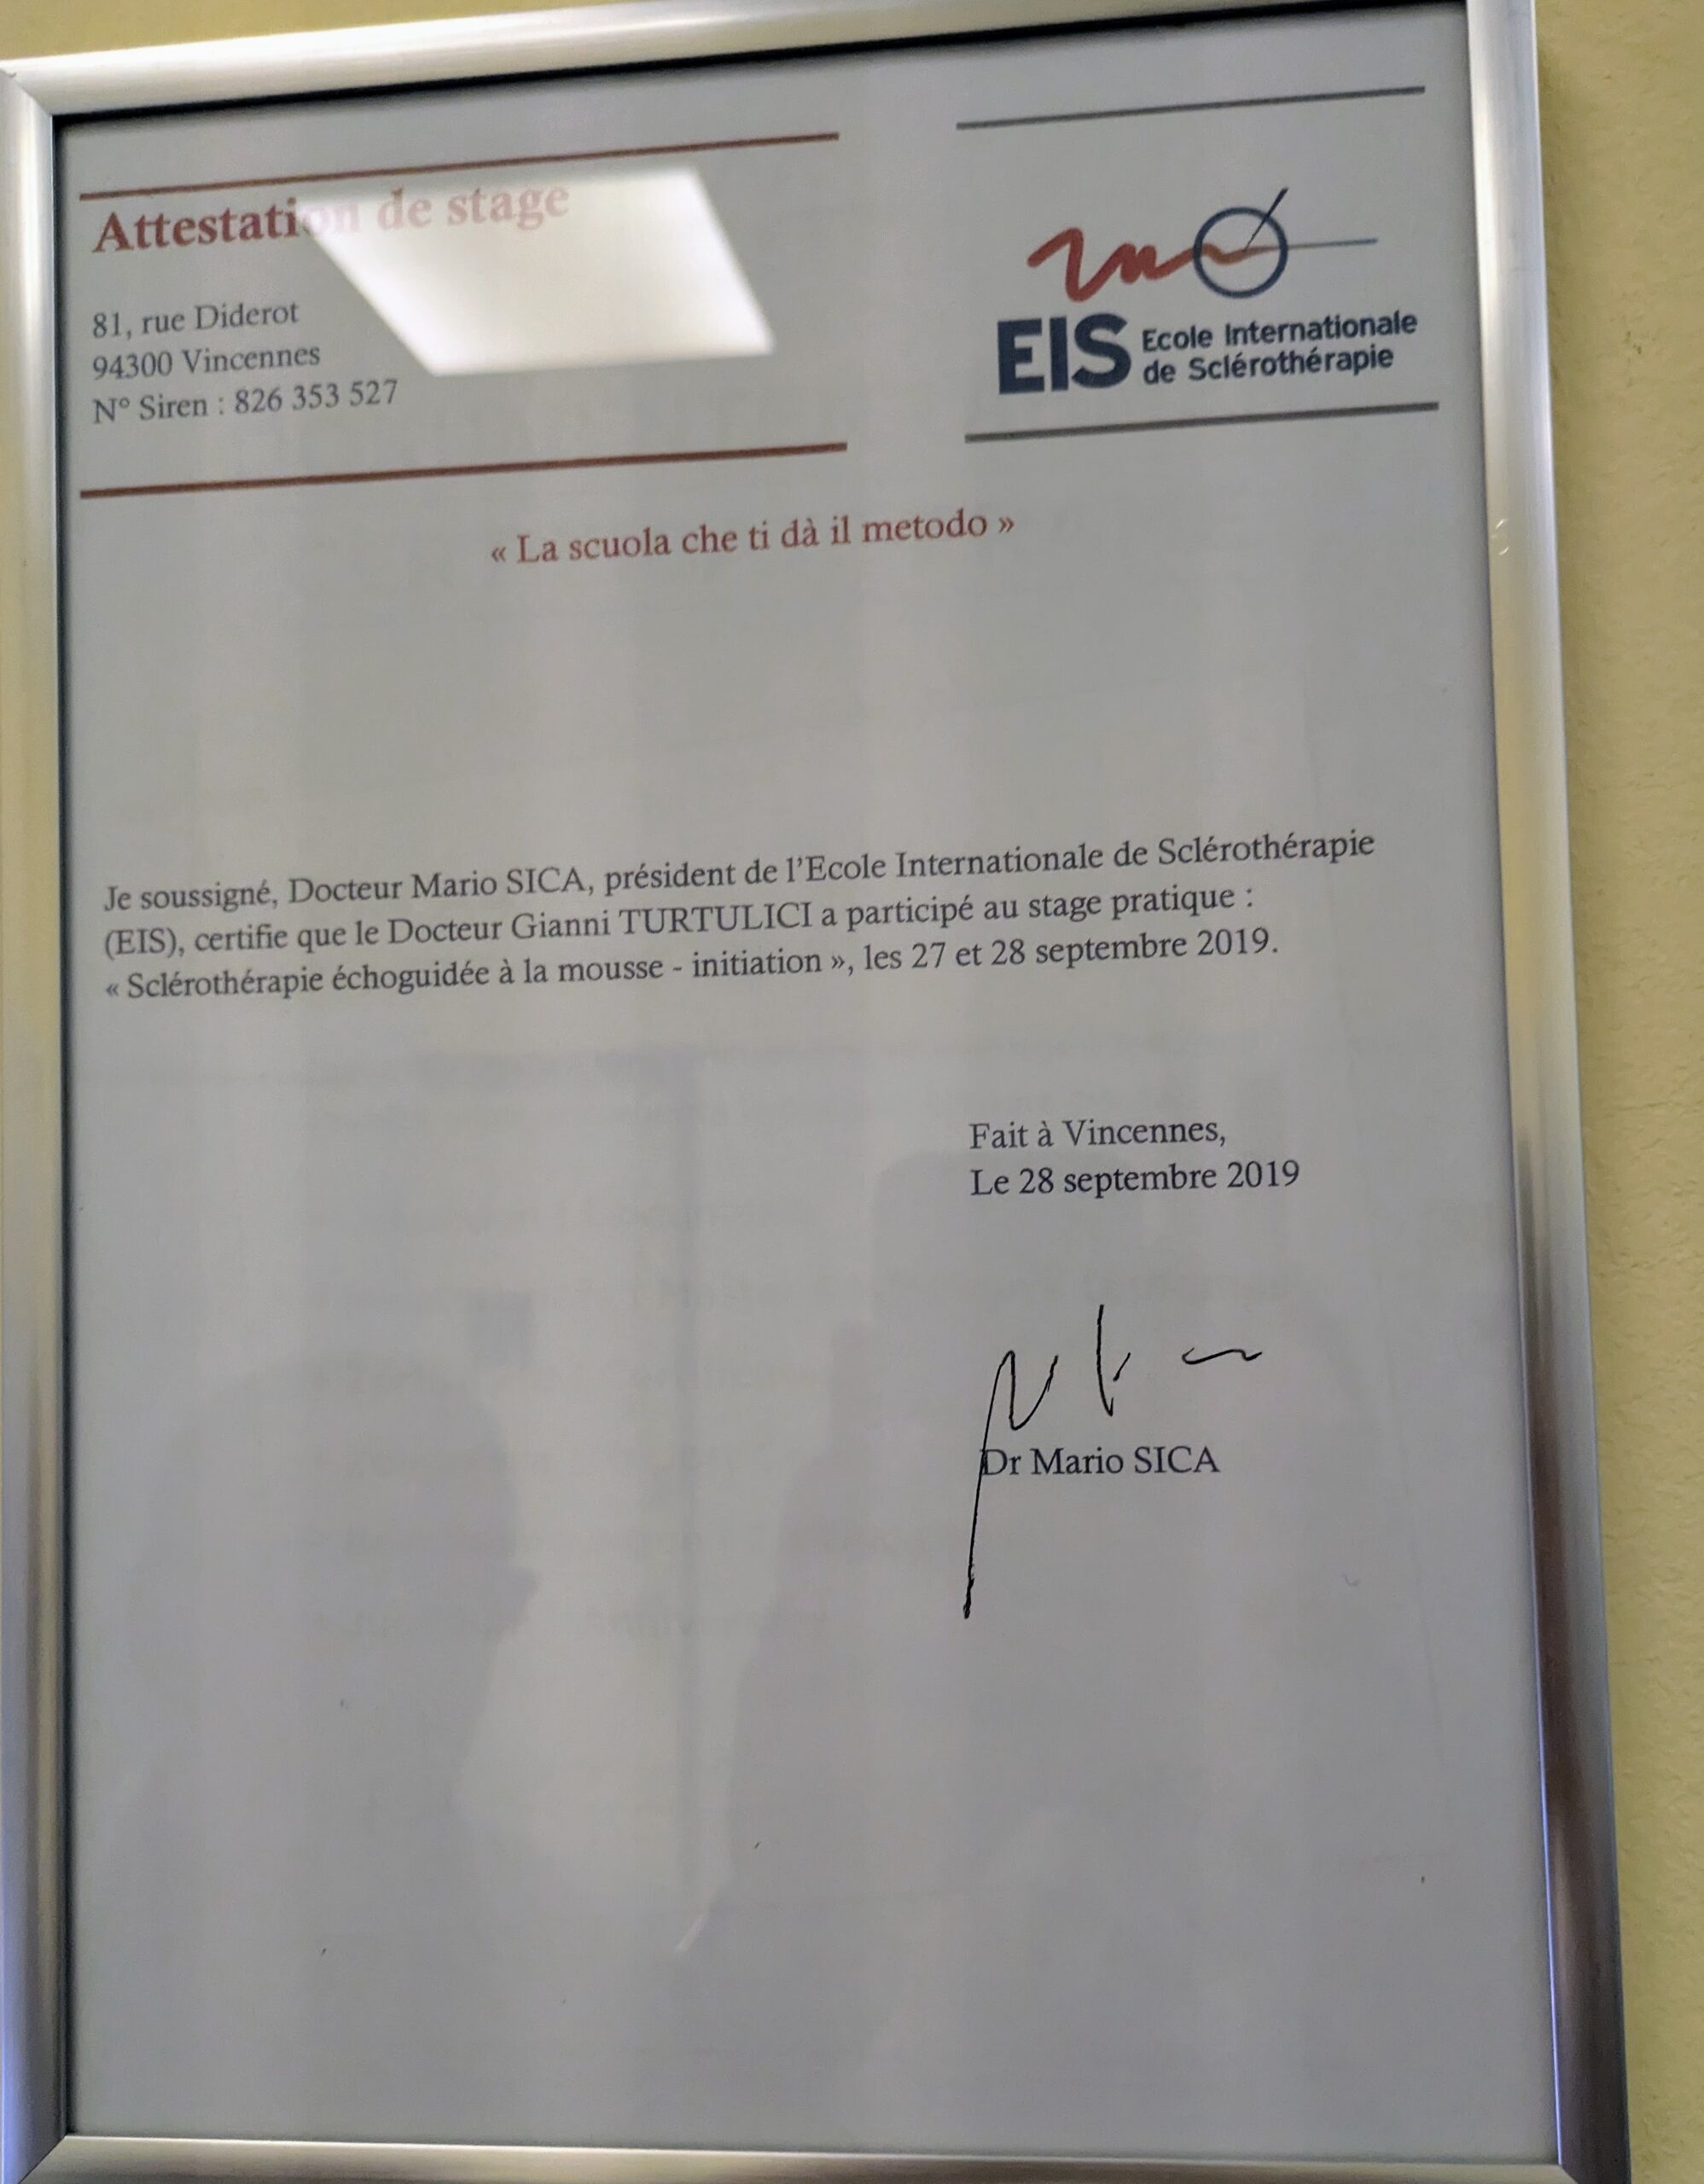 Attestation de stage
81, rue Diderot
94300 Vincennes
N° Siren : 826 353 527
EIS Ecole Internationale
de Sclérothérapie
« La scuola che ti dà il metodo »
Je soussigné, Docteur Mario SICA, président de l'Ecole Internationale de Sclérothérapie
(EIS), certifie que le Docteur Gianni TURTULICI a participé au stage pratique :
« Sclérothérapie échoguidée à la mousse - initiation », les 27 et 28 septembre 2019.
Fait à Vincennes,
Le 28 septembre 2019
Dr Mario SICA